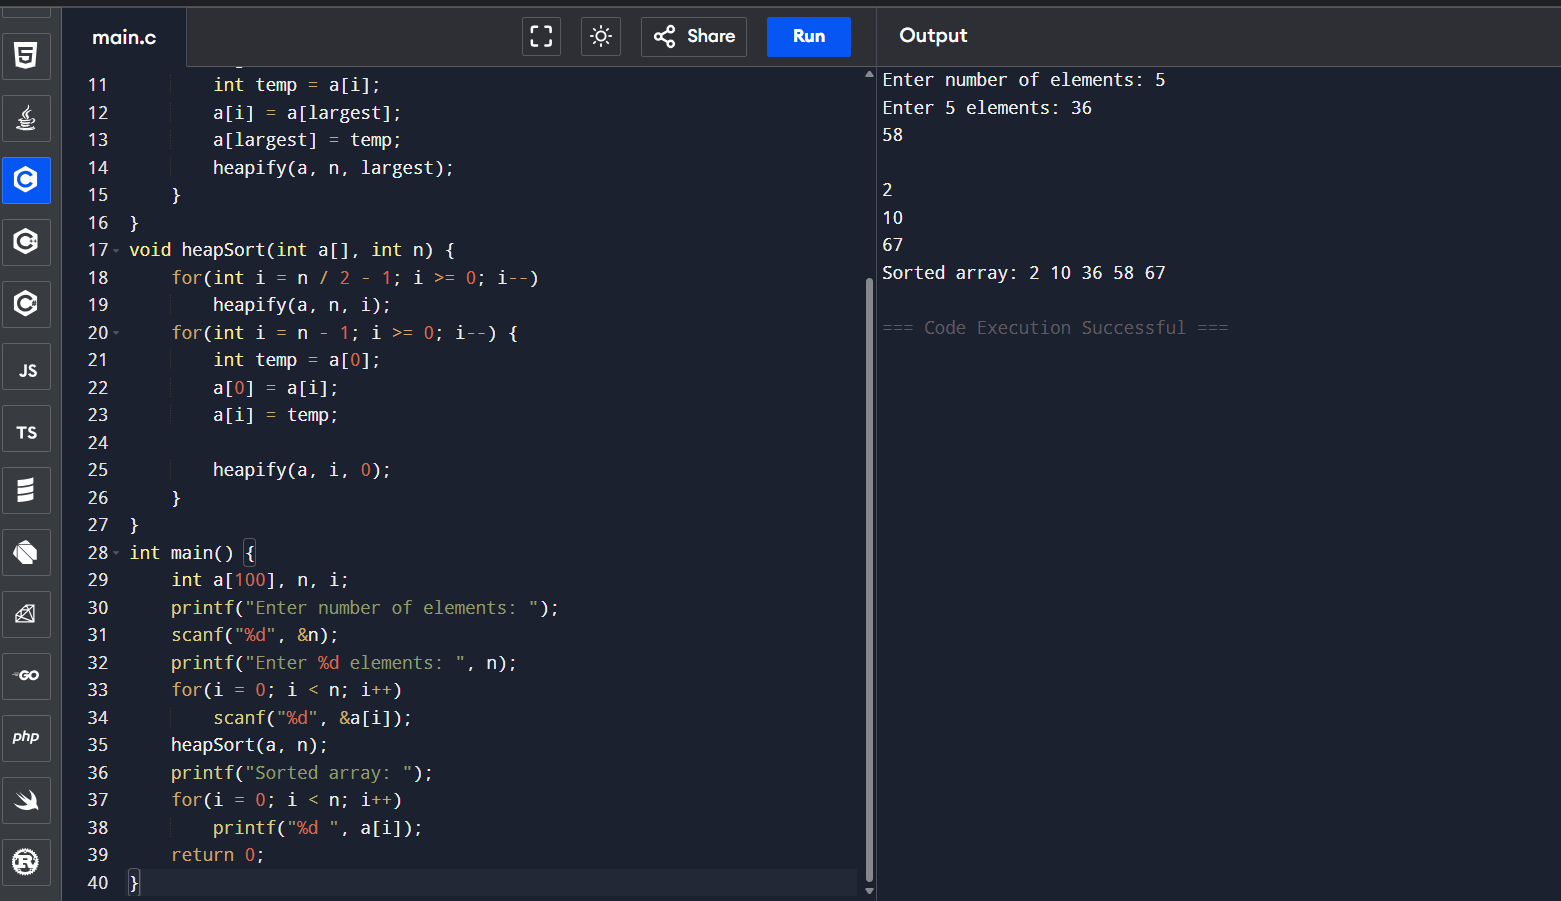 main.c
Share
Run
Output
JS
TS
GO
php
11 int temp = a[i];
12 a[i] = a[largest];
13 a[largest] = temp;
14 heapify(a, n, largest);
15 }
16 }
17 void heapSort(int a[], int n) {
18 for(int i = n / 2 - 1; i >= 0; i--)
19 heapify(a, n, i);
20 for(int i = n - 1; i >= 0; i--) {
21 int temp = a[0];
22 a[0] = a[i];
23 a[i] = temp;
24
25 heapify(a, i, 0);
26 }
27 }
28 int main() {
29 int a[100], n, i;
30 printf("Enter number of elements: ");
31 scanf("%d", &n);
32 printf("Enter %d elements: ", n);
33 for(i = 0; i < n; i++)
34 scanf("%d", &a[i]);
35 heapSort(a, n);
36 printf("Sorted array: ");
37 for(i = 0; i < n; i++)
38 printf("%d ", a[i]);
39 return 0;
40 }
Enter number of elements: 5
Enter 5 elements: 36
58
2
10
67
Sorted array: 2 10 36 58 67
=== Code Execution Successful ===